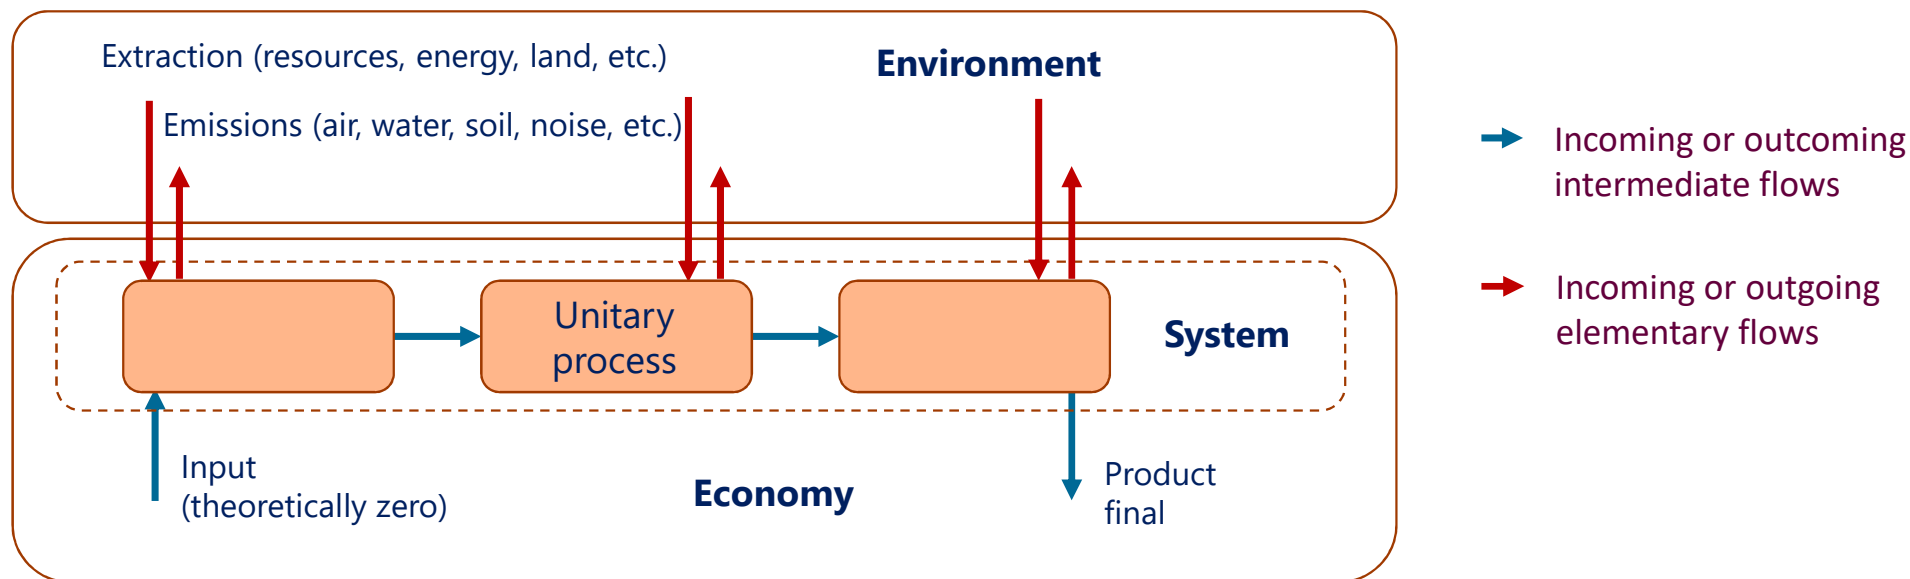 Extraction (resources, energy, land, etc.)
Environment
Emissions (air, water, soil, noise, etc.)
Incoming or outcoming
intermediate flows
Unitary
process
System
Incoming or outgoing
elementary flows
Input
(theoretically zero)
Economy
Product
final